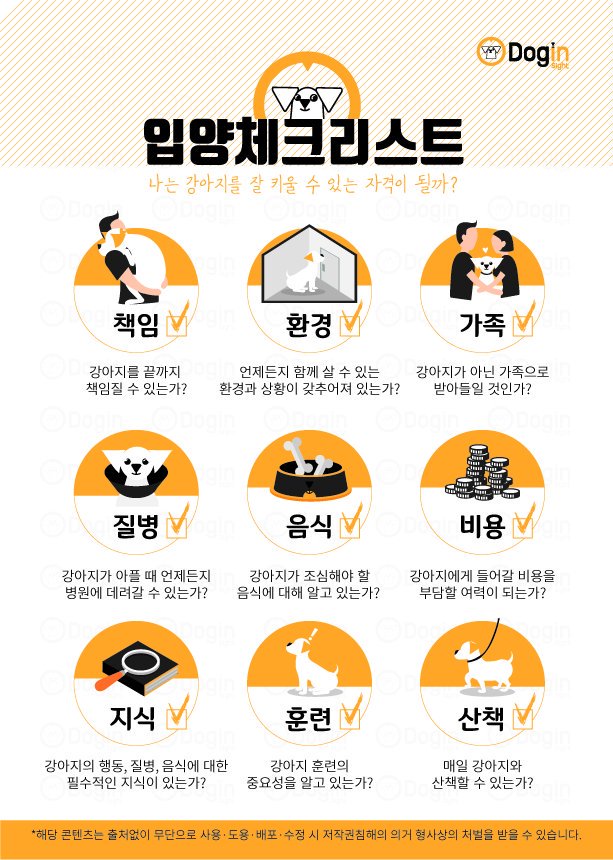 Dogin
sight
입양체크리스트
나는 강아지를 잘 키울 수 있는 자격이 될까?
책임
강아지를 끝까지
책임질 수 있는가?
환경
언제든지 함께 살 수 있는
환경과 상황이 갖추어져 있는가?
가족
강아지가 아닌 가족으로
받아들일 것인가?
질병
강아지가 아플 때 언제든지
병원에 데려갈 수 있는가?
음식
강아지가 조심해야 할
음식에 대해 알고 있는가?
비용
강아지에게 들어갈 비용을
부담할 여력이 되는가?
지식
강아지의 행동, 질병, 음식에 대한
필수적인 지식이 있는가?
훈련
강아지 훈련의
중요성을 알고 있는가?
산책
매일 강아지와
산책할 수 있는가?
*해당 콘텐츠는 출처없이 무단으로 사용·도용·배포·수정 시 저작권침해의 의거 형사상의 처벌을 받을 수 있습니다.